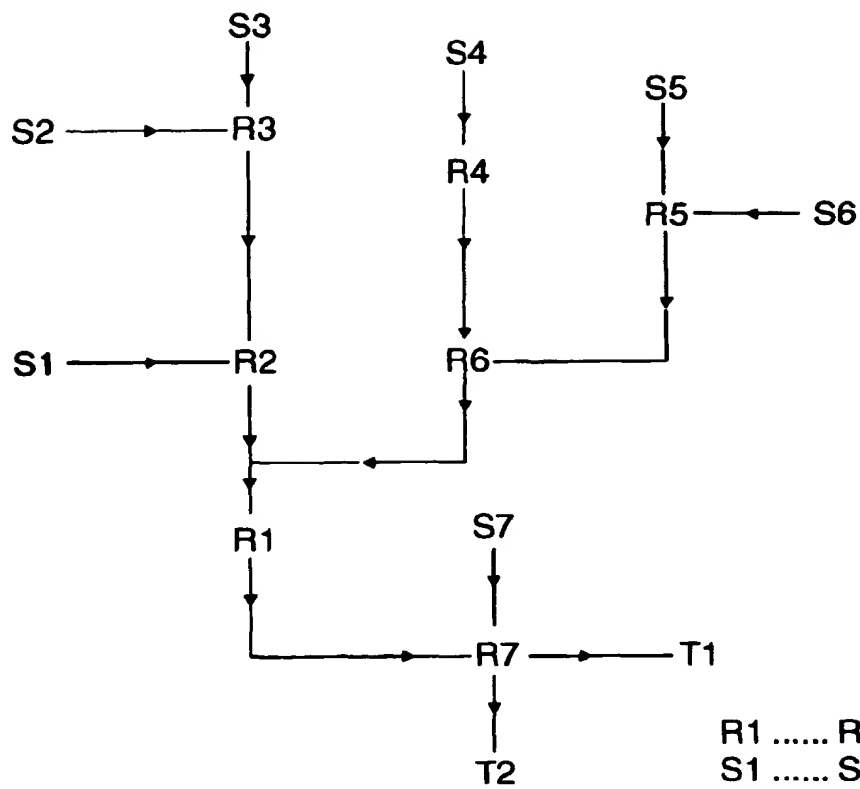 S3
S4
S5
S2 R3
R4
R5 S6
S1 R2 R6
R1 S7
R7 T1
R1 ...... R
S1 ...... S
T2